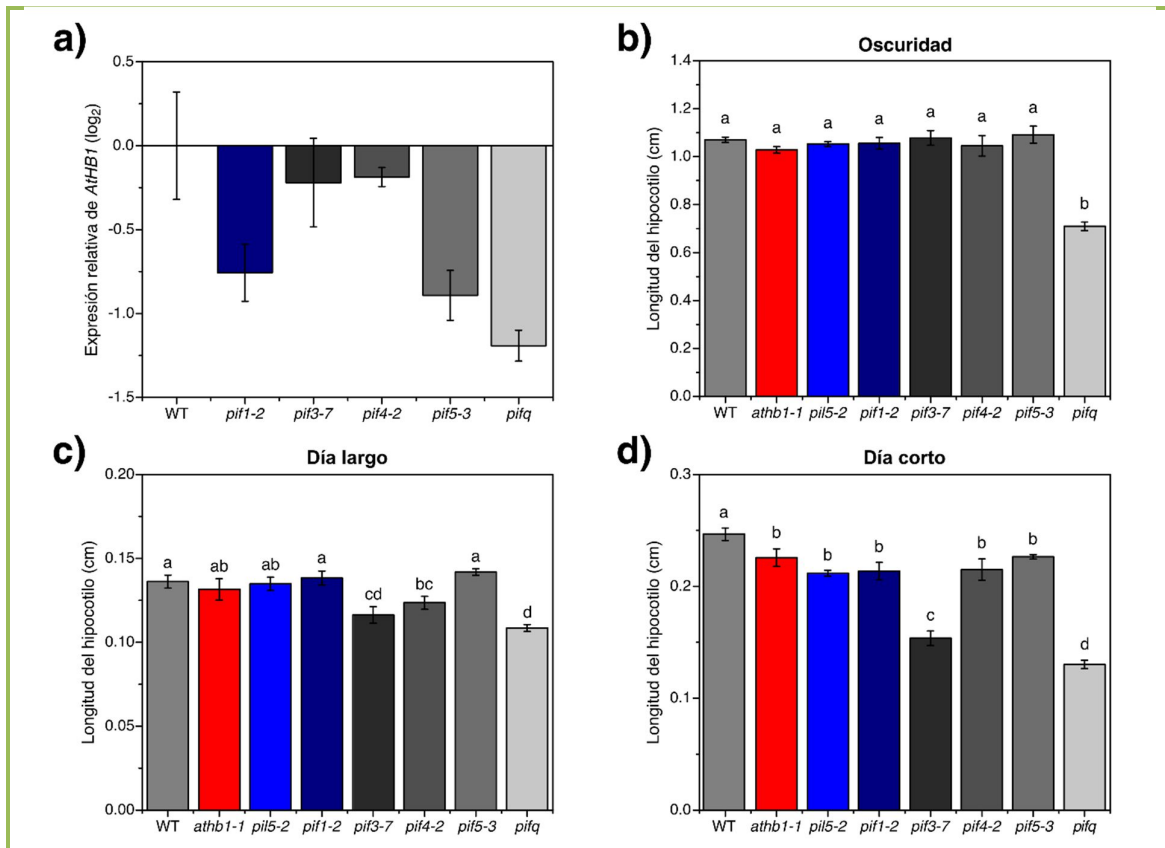 a)
Expresión relativa de AtHB1 (log2)
0.5
0.0
-0.5
-1.0
-1.5
WT pif1-2 pif3-7 pif4-2 pif5-3 pifq
b)
Oscuridad
Longitud del hipocotilo (cm)
1.4
1.2
1.0
0.8
0.6
0.4
0.2
0.0
a a a a a a a b
WT athb1-1 pil5-2 pif1-2 pif3-7 pif4-2 pif5-3 pifq
c)
Día largo
Longitud del hipocotilo (cm)
0.20
0.15
0.10
0.05
0.00
a ab ab a cd bc a d
WT athb1-1 pil5-2 pif1-2 pif3-7 pif4-2 pif5-3 pifq
d)
Día corto
Longitud del hipocotilo (cm)
0.3
0.2
0.1
0.0
a b b b c b b d
WT athb1-1 pil5-2 pif1-2 pif3-7 pif4-2 pif5-3 pifq